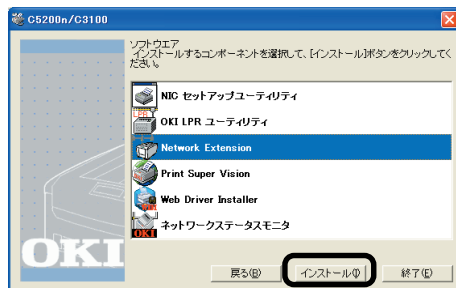 C5200n/C3100
ソフトウエア
インストールするコンポーネントを選択して、[インストール]ボタンをクリックしてく
ださい。
NIC セットアップユーティリティ
LPR
OKI LPR ユーティリティ
Network Extension
Print Super Vision
Web Driver Installer
OKI
ネットワークステータスモニタ
OKI
戻る(B)
インストール(I)
終了(E)